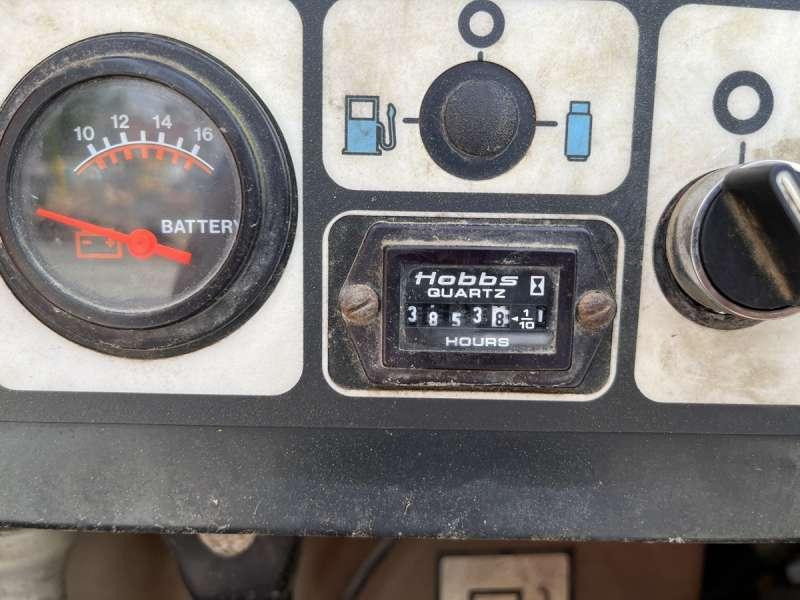 10 12 14 16
BATTERY
Hobbs
QUARTZ
3 8 5 3 8 1/10
HOURS